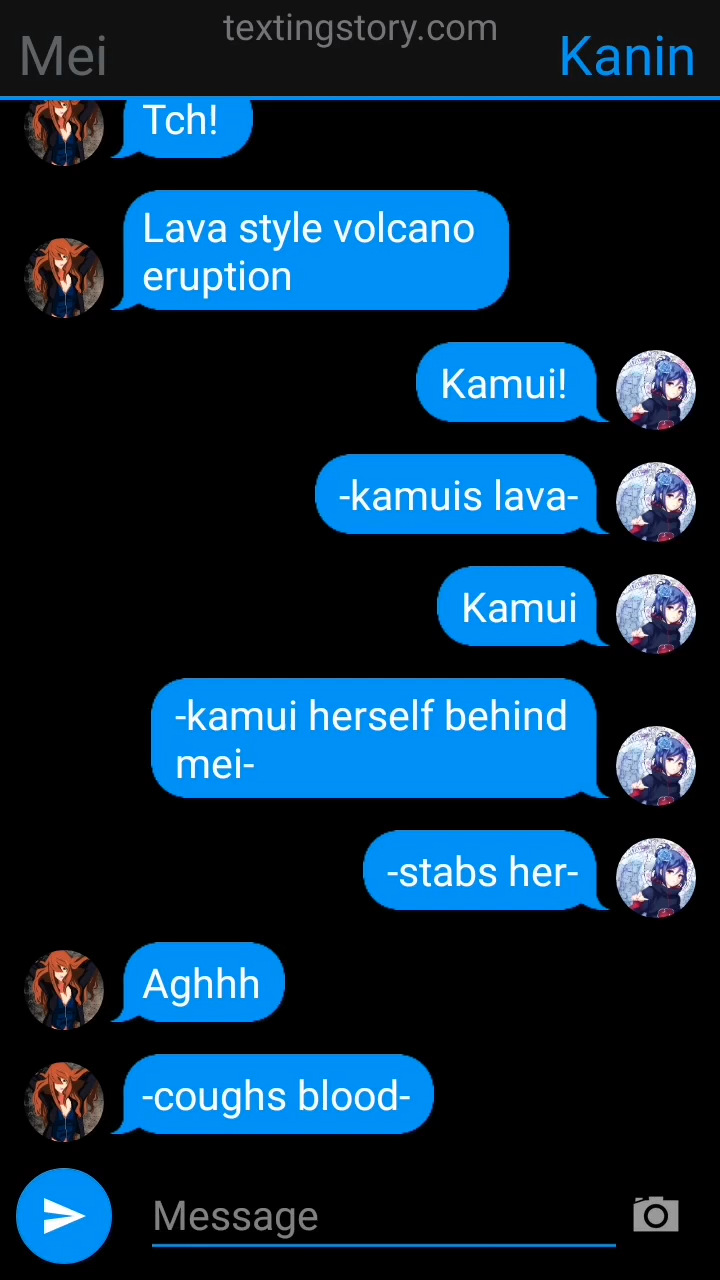 textingstory.com
Mei
Kanin
Tch!
Lava style volcano
eruption
Kamui!
-kamuis lava-
Kamui
-kamui herself behind
mei-
-stabs her-
Aghhh
-coughs blood-
Message